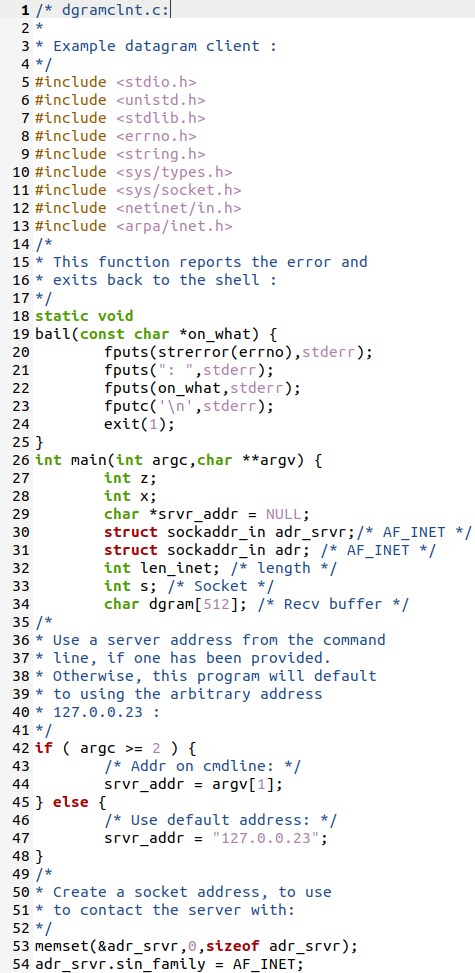 1 /* dgramclnt.c:
2 *
3 * Example datagram client :
4 */
5 #include <stdio.h>
6 #include <unistd.h>
7 #include <stdlib.h>
8 #include <errno.h>
9 #include <string.h>
10 #include <sys/types.h>
11 #include <sys/socket.h>
12 #include <netinet/in.h>
13 #include <arpa/inet.h>
14 /*
15 * This function reports the error and
16 * exits back to the shell :
17 */
18 static void
19 bail(const char *on_what) {
20         fputs(strerror(errno),stderr);
21         fputs(": ",stderr);
22         fputs(on_what,stderr);
23         fputc('\n',stderr);
24         exit(1);
25 }
26 int main(int argc,char **argv) {
27         int z;
28         int x;
29         char *srvr_addr = NULL;
30         struct sockaddr_in adr_srvr;/* AF_INET */
31         struct sockaddr_in adr; /* AF_INET */
32         int len_inet; /* length */
33         int s; /* Socket */
34         char dgram[512]; /* Recv buffer */
35 /*
36 * Use a server address from the command
37 * line, if one has been provided.
38 * Otherwise, this program will default
39 * to using the arbitrary address
40 * 127.0.0.23 :
41 */
42 if ( argc >= 2 ) {
43         /* Addr on cmdline: */
44         srvr_addr = argv[1];
45 } else {
46         /* Use default address: */
47         srvr_addr = "127.0.0.23";
48 }
49 /*
50 * Create a socket address, to use
51 * to contact the server with:
52 */
53 memset(&adr_srvr,0,sizeof adr_srvr);
54 adr_srvr.sin_family = AF_INET;